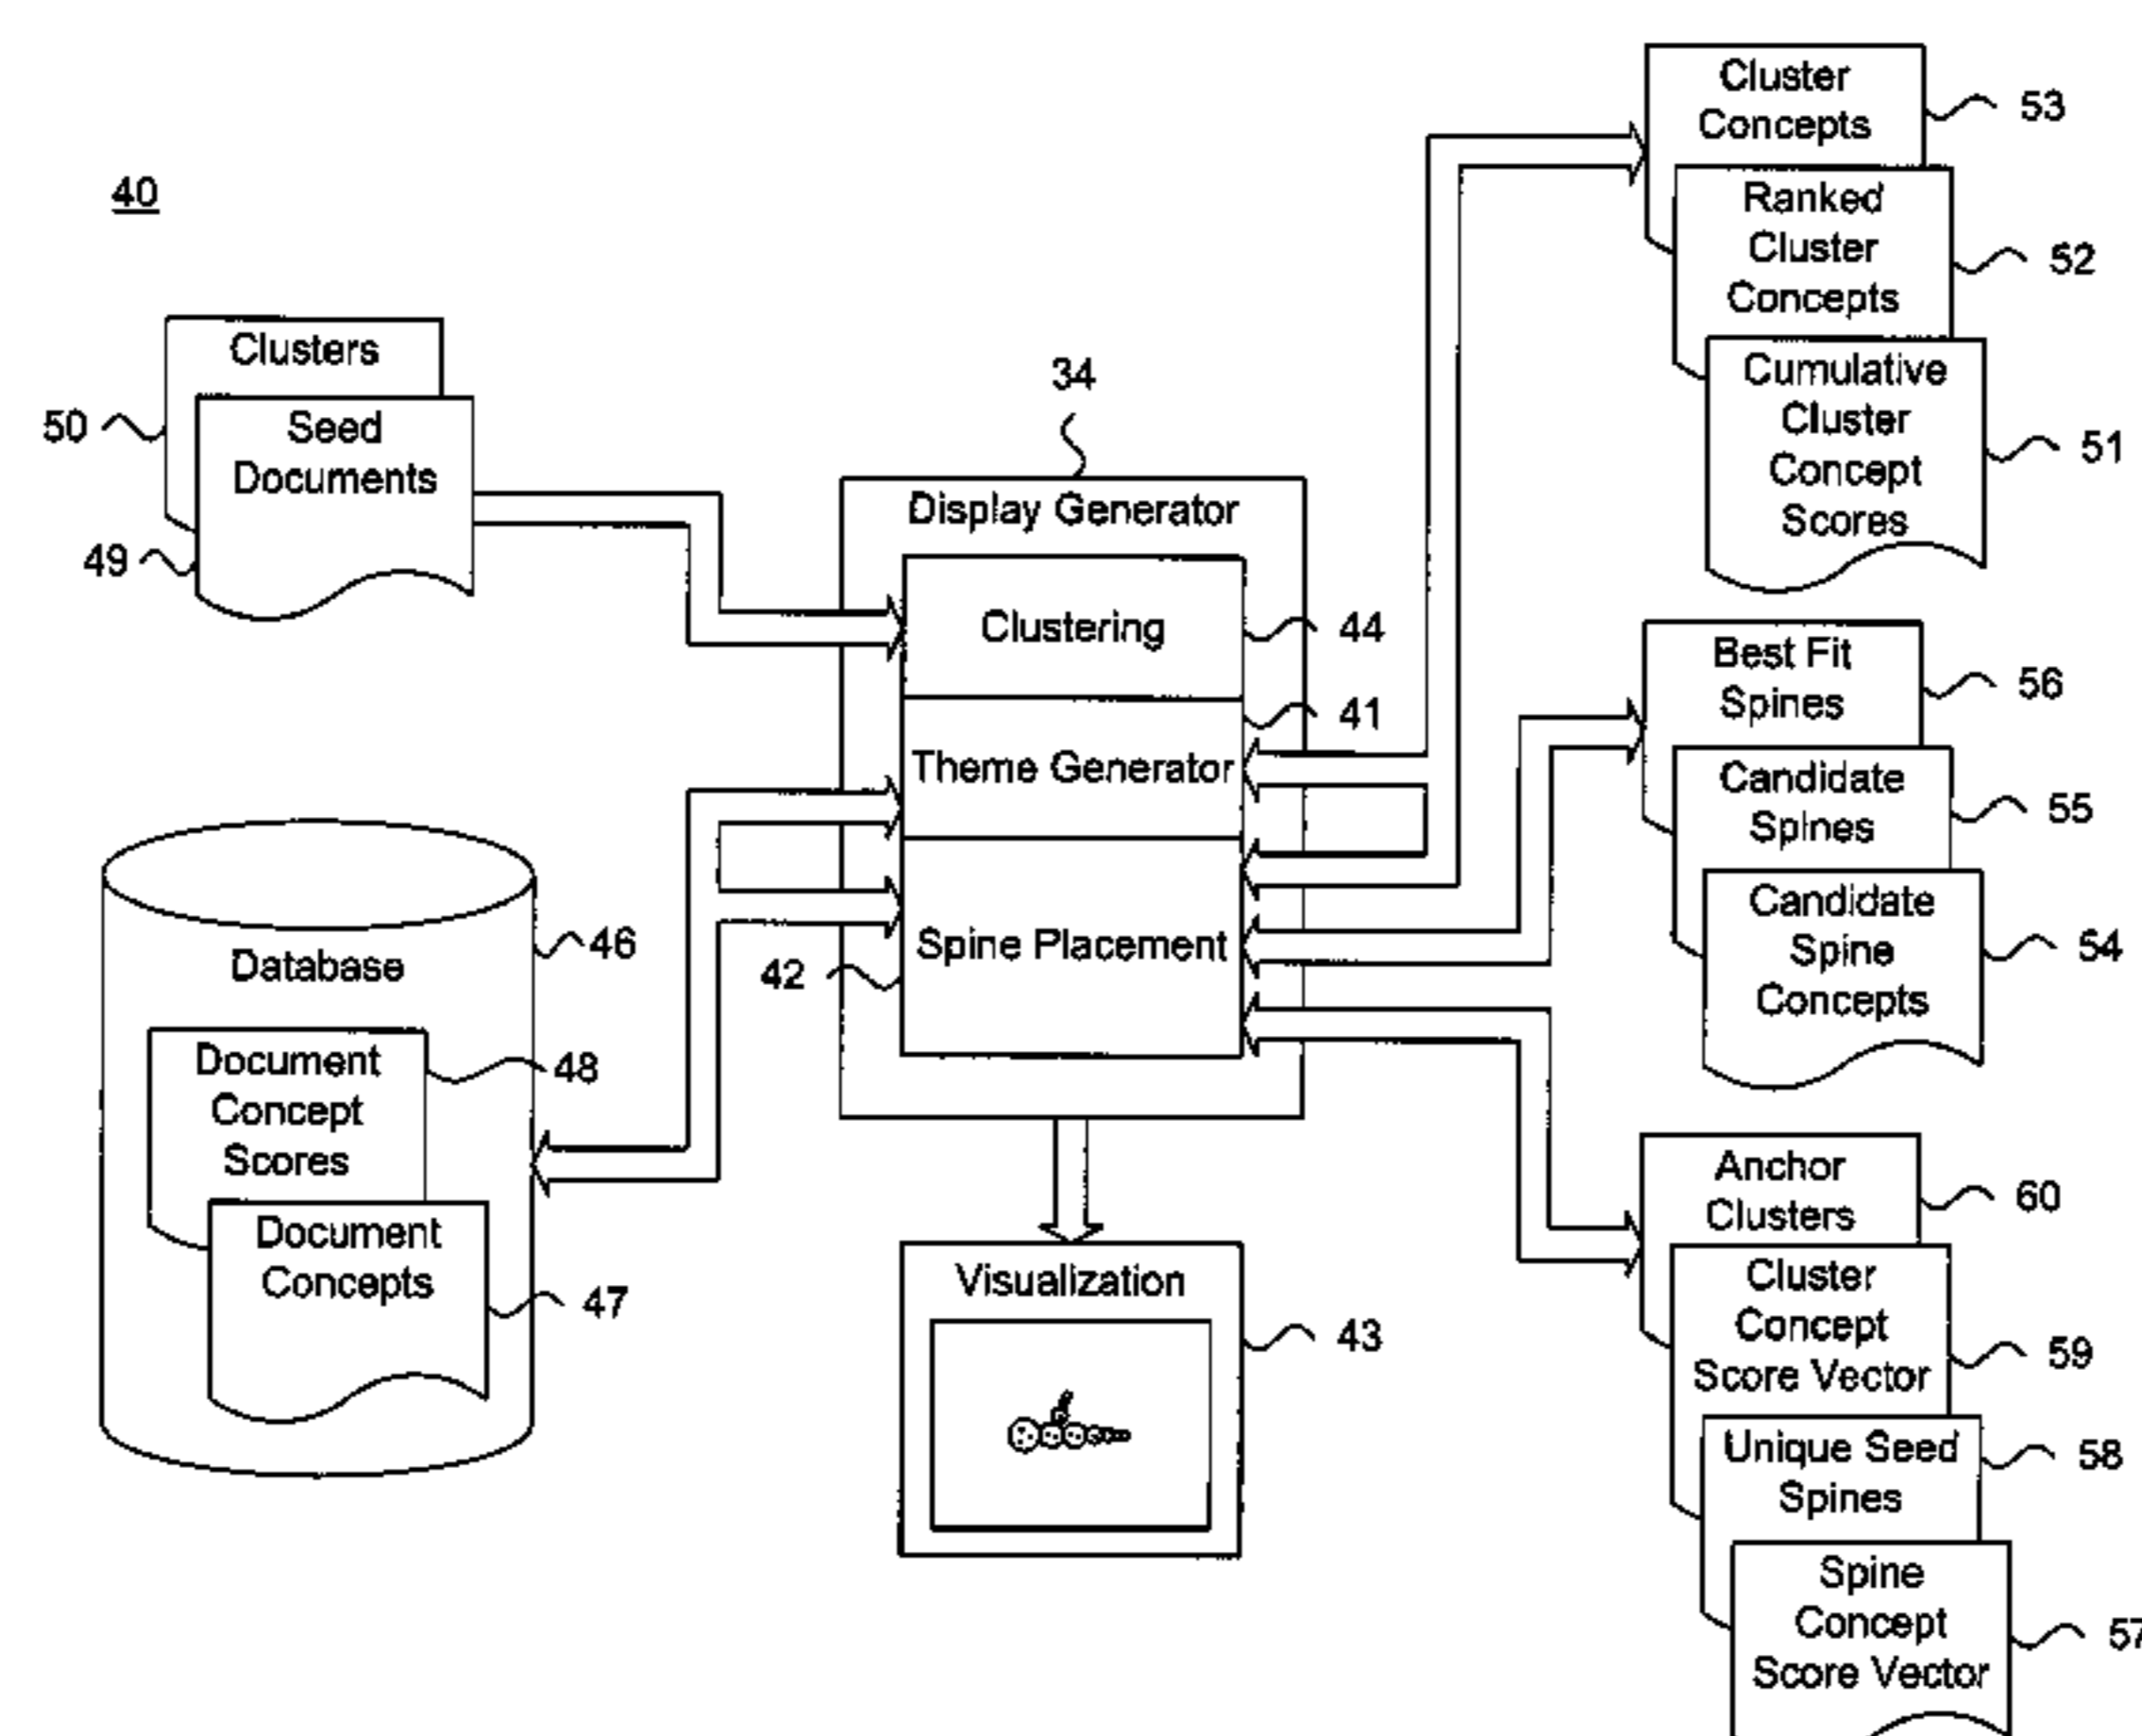 40
Clusters
50
Seed
Documents
49
Database
46
Document
Concept
Scores
48
Document
Concepts
47
34
Display Generator
Clustering
44
41
Theme Generator
Spine Placement
42
Visualization
43
Cluster
Concepts
53
Ranked
Cluster
Concepts
52
Cumulative
Cluster
Concept
Scores
51
Best Fit
Spines
56
Candidate
Spines
55
Candidate
Spine
Concepts
54
Anchor
Clusters
60
Cluster
Concept
Score Vector
59
Unique Seed
Spines
58
Spine
Concept
Score Vector
57